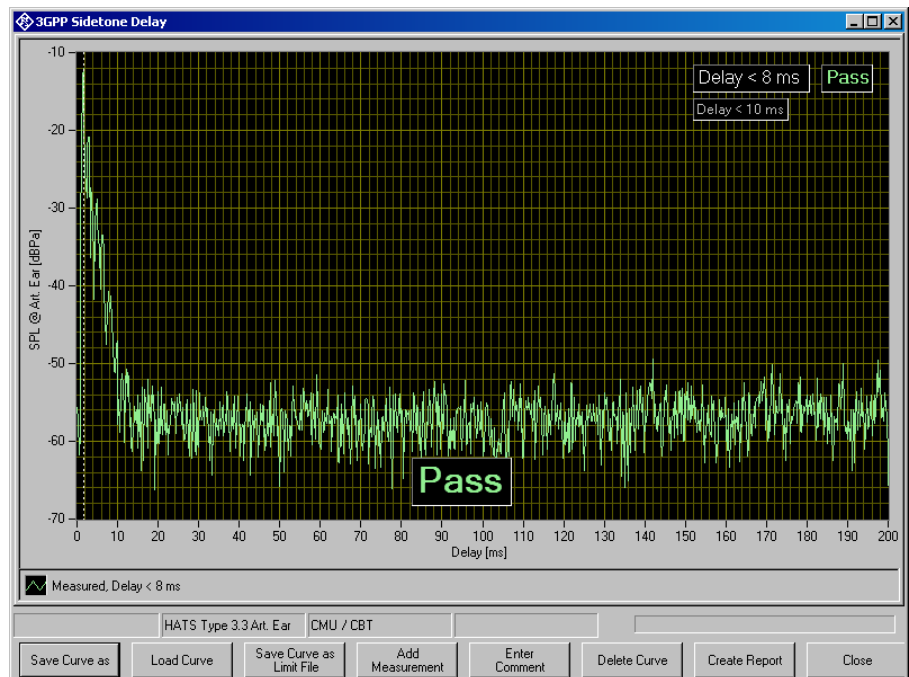 3GPP Sidetone Delay
-10
-20
-30
-40
-50
-60
-70
SPL @ Art. Ear [dBPa]
Delay < 8 ms Pass
Delay < 10 ms
Pass
0 10 20 30 40 50 60 70 80 90 100 110 120 130 140 150 160 170 180 190 200
Delay [ms]
Measured, Delay < 8 ms
HATS Type 3.3 Art. Ear CMU / CBT
Save Curve as
Load Curve
Save Curve as
Limit File
Add
Measurement
Enter
Comment
Delete Curve
Create Report
Close